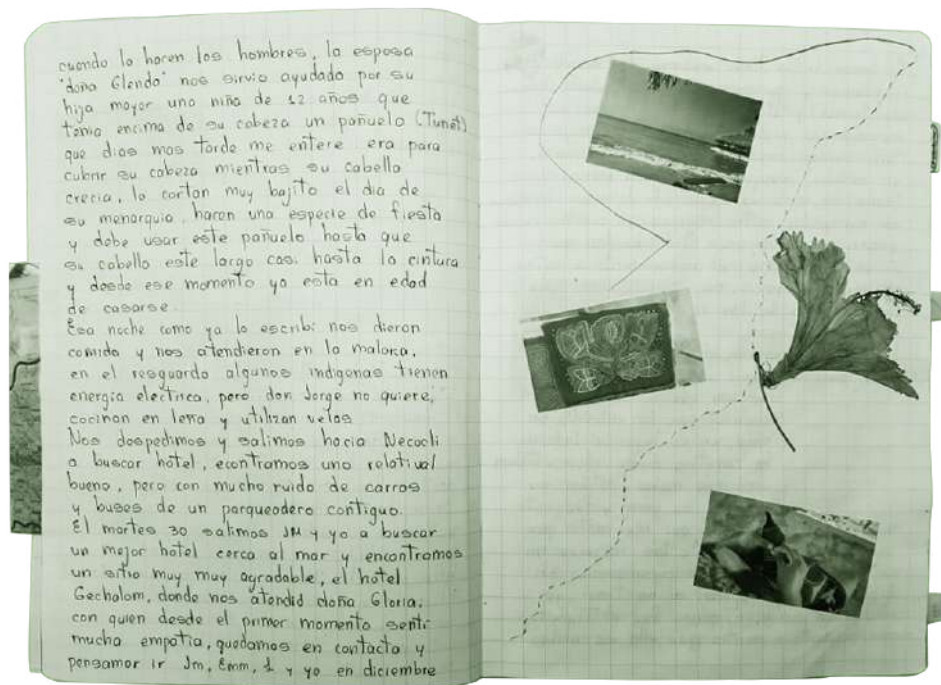 cuando lo hacen los hombres, la esposa
"doña Glenda" nos sirvio ayudada por su
hija mayor una niña de 12 años que
tenia encima de su cabeza un pañuelo (Tunet)
que dias mas tarde me entere era para
cubrir su cabeza mientras su cabello
crecia, lo cortan muy bajito el dia de
su menarquia, hacen una especie de fiesta
y debe usar este pañuelo hasta que
su cabello este largo casi hasta la cintura
y desde ese momento ya esta en edad
de casarse.
Esa noche como ya lo escribi nos dieron
comida y nos atendieron en la maloka,
en el resguardo algunos indigenas tienen
energia electrica, pero don Jorge no quiere,
cocinan en leña y utilizan velas
Nos despedimos y salimos hacia Necocli
a buscar hotel, econtramos uno relatival
bueno, pero con mucho ruido de carros
y buses de un parqueadero contiguo.
El martes 30 salimos JM y yo a buscar
un mejor hotel cerca al mar y encontramos
un sitio muy muy agradable, el hotel
Gechalom, donde nos atendió doña Gloria,
con quien desde el primer momento senti
mucha empatia, quedamos en contacto y
pensamor ir Jm, Emm, y yo en diciembre